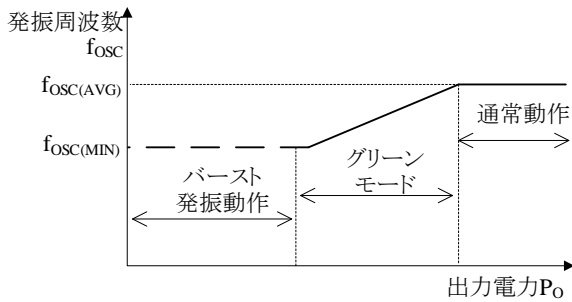 発振周波数
fOSC
fOSC(AVG)
通常動作
fOSC(MIN)
グリーン
モード
バースト
発振動作
出力電力PO